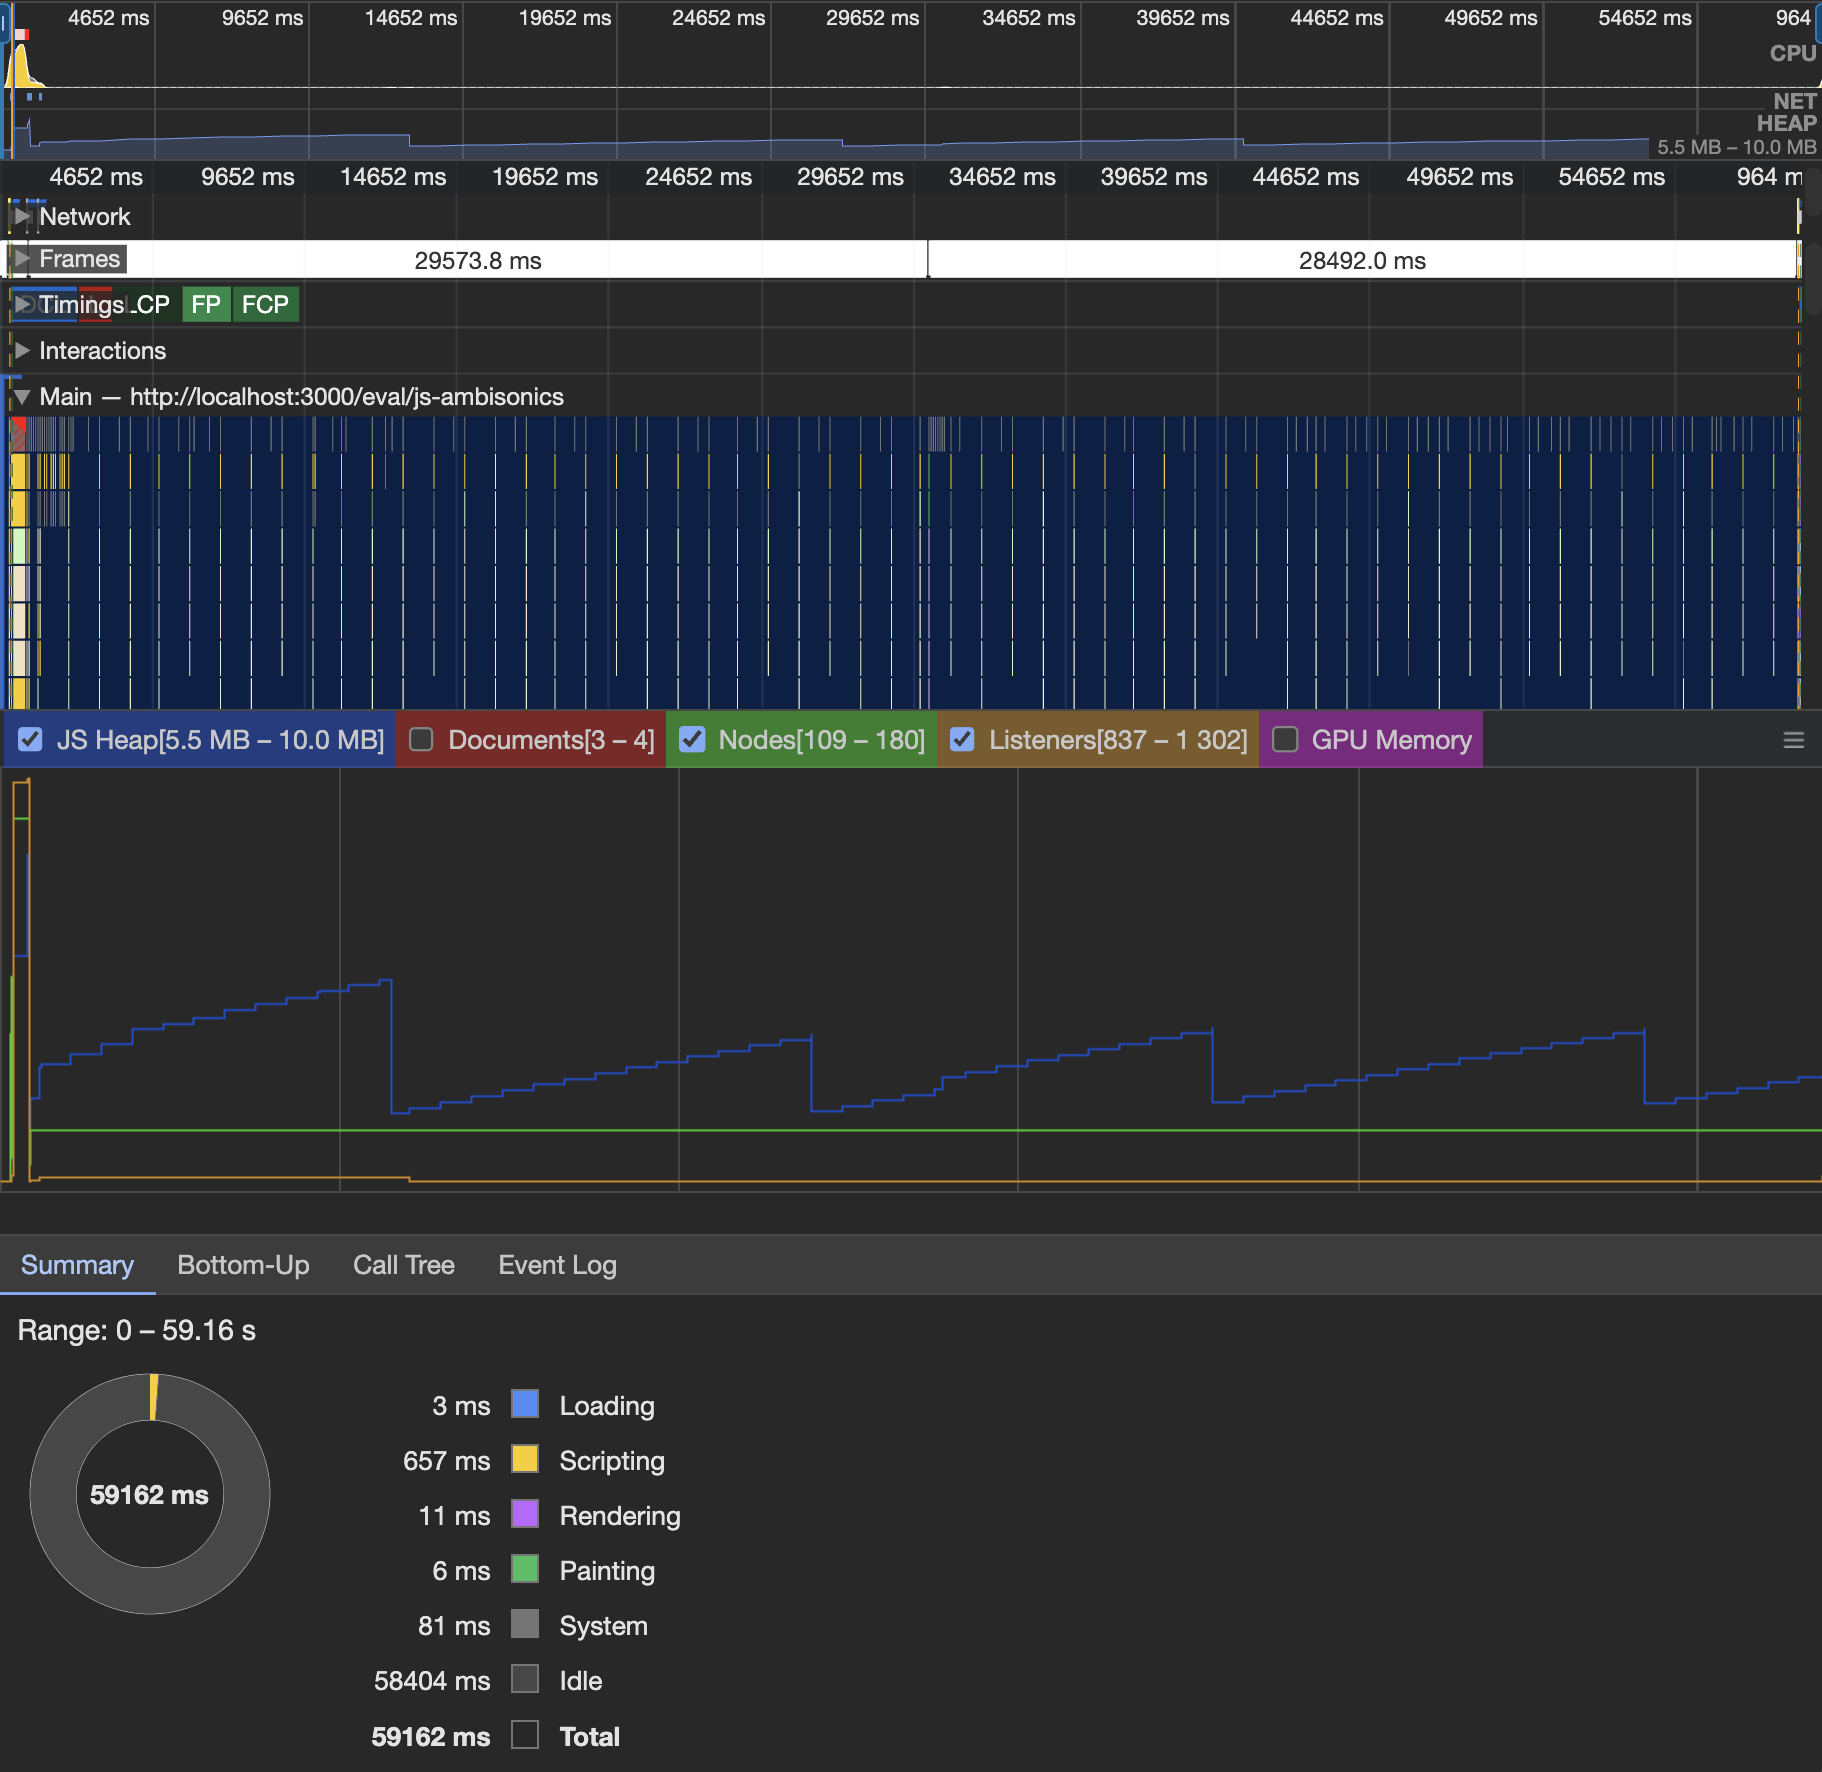 4652 ms 9652 ms 14652 ms 19652 ms 24652 ms 29652 ms 34652 ms 39652 ms 44652 ms 49652 ms 54652 ms 964
CPU
NET
HEAP
5.5 MB – 10.0 MB
4652 ms 9652 ms 14652 ms 19652 ms 24652 ms 29652 ms 34652 ms 39652 ms 44652 ms 49652 ms 54652 ms 964 m
Network
Frames 29573.8 ms 28492.0 ms
Timings LCP FP FCP
Interactions
Main — http://localhost:3000/eval/js-ambisonics
JS Heap[5.5 MB – 10.0 MB] Documents[3 – 4] Nodes[109 – 180] Listeners[837 – 1 302] GPU Memory
Summary Bottom-Up Call Tree Event Log
Range: 0 – 59.16 s
59162 ms
3 ms Loading
657 ms Scripting
11 ms Rendering
6 ms Painting
81 ms System
58404 ms Idle
59162 ms Total